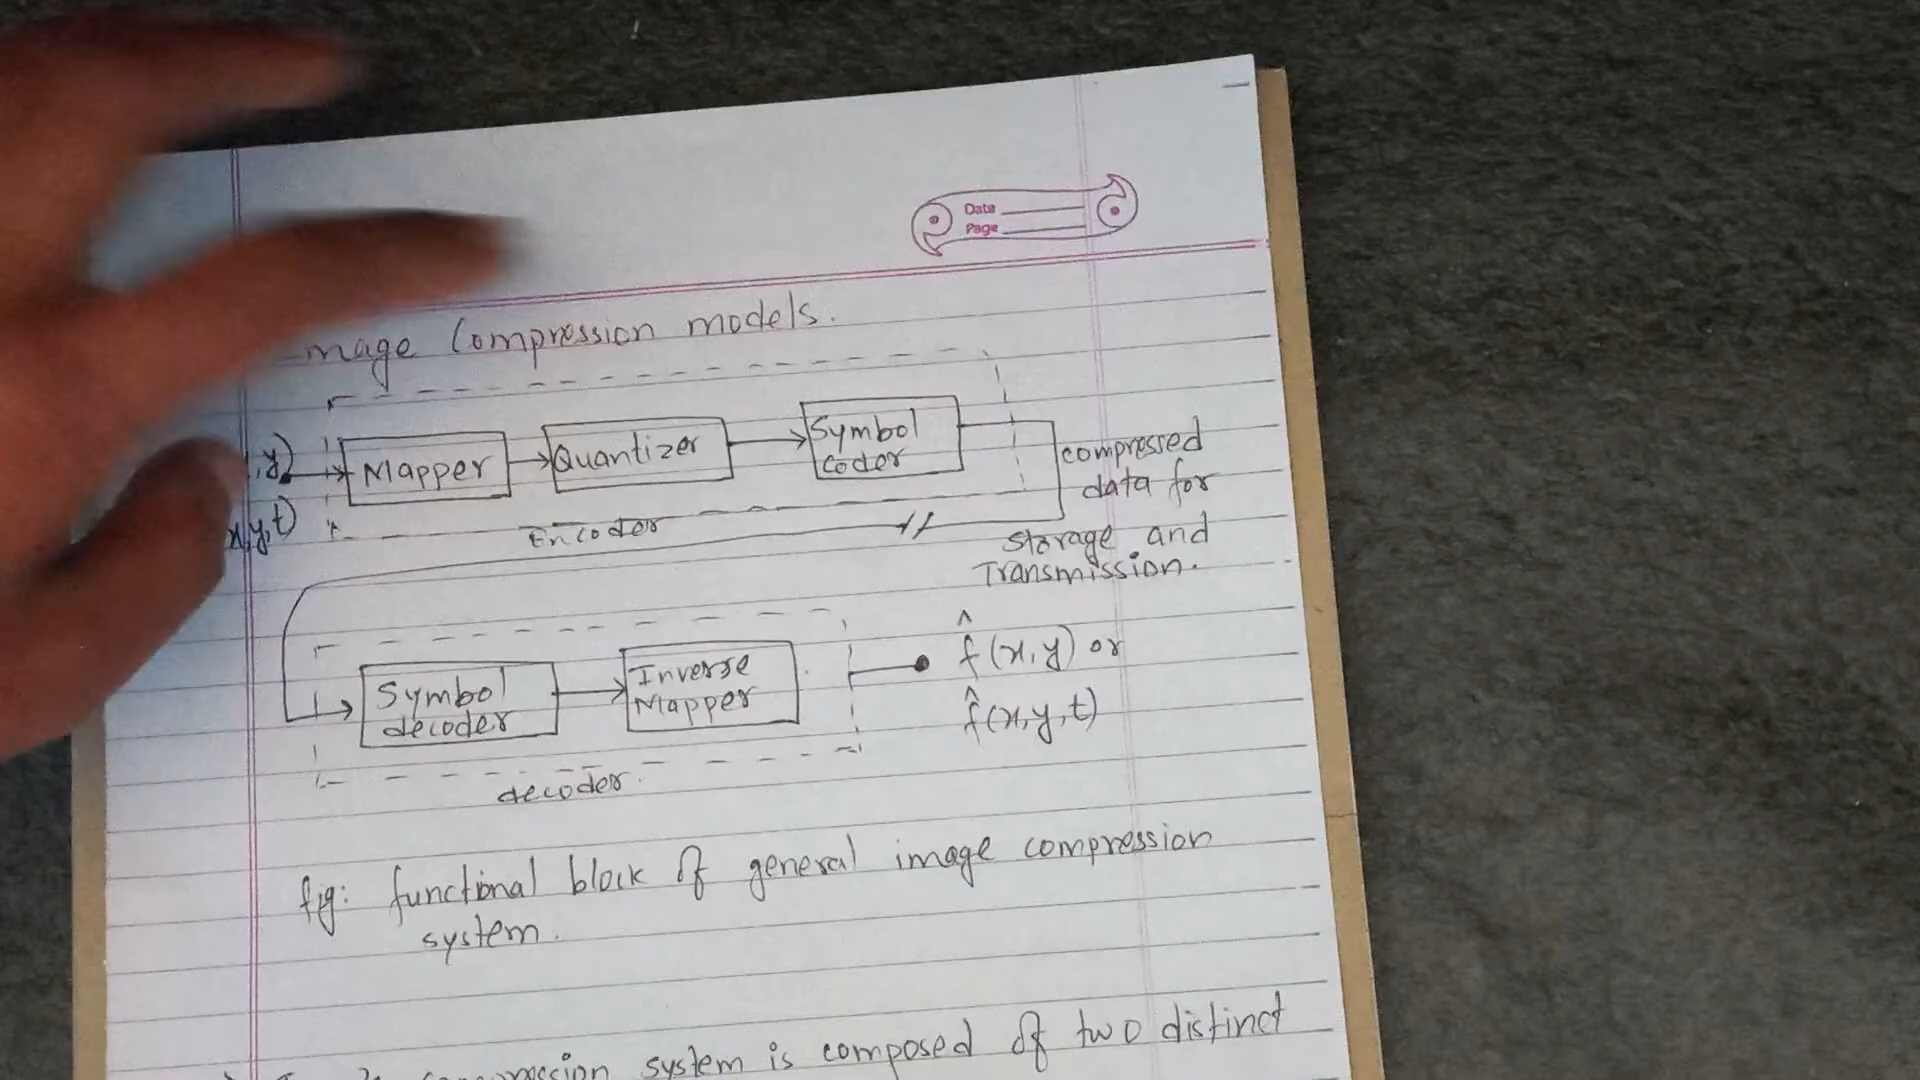 Date
Page
mage Compression models.
,y)
Mapper
Quantizer
Symbol
coder
compressed
data for
x,y,t)
Encoder
storage and
Transmission.
f̂(x,y) or
Symbol
decoder
Inverse
Mapper
f̂(x,y,t)
decoder.
fig: functional block of general image compression
system.
system is composed of two distinct